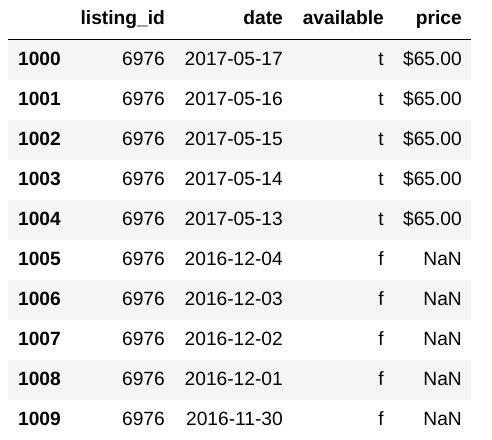 listing_id date available price
1000 6976 2017-05-17 t $65.00
1001 6976 2017-05-16 t $65.00
1002 6976 2017-05-15 t $65.00
1003 6976 2017-05-14 t $65.00
1004 6976 2017-05-13 t $65.00
1005 6976 2016-12-04 f NaN
1006 6976 2016-12-03 f NaN
1007 6976 2016-12-02 f NaN
1008 6976 2016-12-01 f NaN
1009 6976 2016-11-30 f NaN